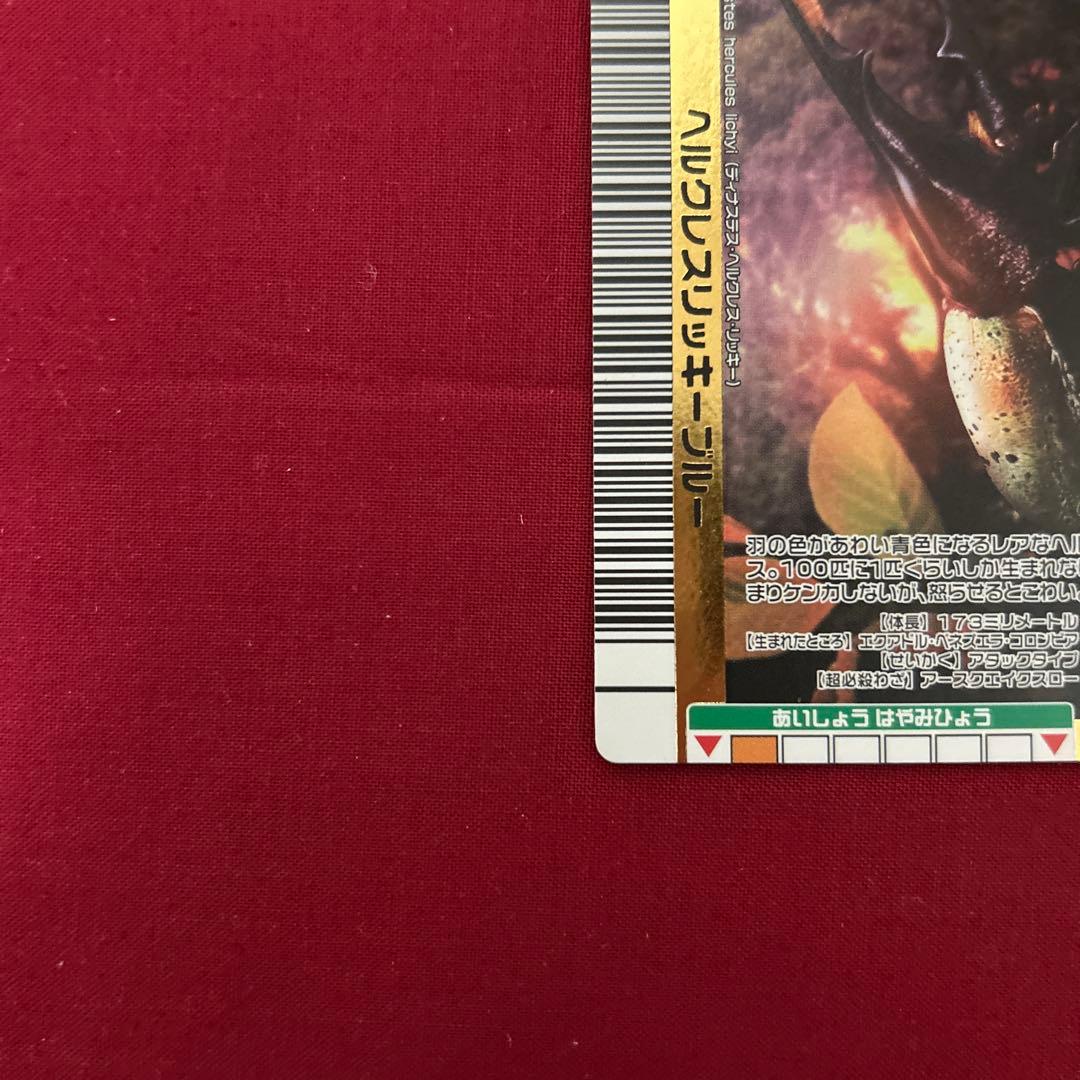 ヘルクレスリッキーブルー
stes hercules lichyi (ディナステス・ヘルクレス・リッキー)
羽の色があわい青色になるレアなヘル
ス。100匹に1匹ぐらいしか生まれな
まりケンカしないが、怒らせるとこわい。
【体長】 173ミリメートル
【生まれたところ】 エクアドル・ベネズエラ・コロンビア
【せいかく】 アタックタイプ
【超必殺わざ】 アースクエイクスロー
あいしょう はやみひょう